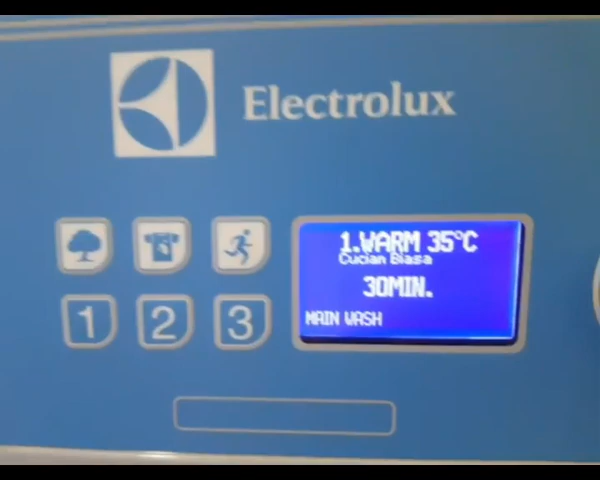 Electrolux
1 2 3
1.WARM 35°C
Cucian Biasa
30MIN.
MAIN WASH